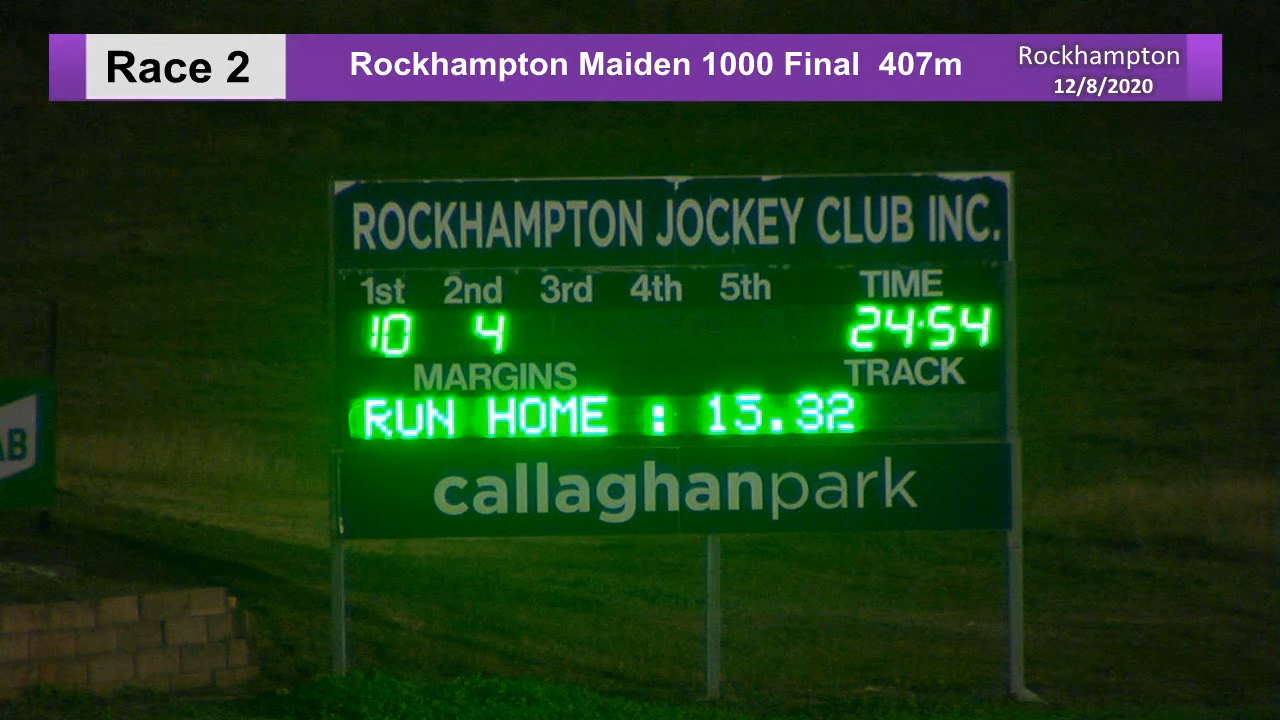 Race 2
Rockhampton Maiden 1000 Final 407m
Rockhampton
12/8/2020
ROCKHAMPTON JOCKEY CLUB INC.
1st 2nd 3rd 4th 5th TIME
10 4 24.54
MARGINS TRACK
RUN HOME : 15.32
AB
callaghanpark